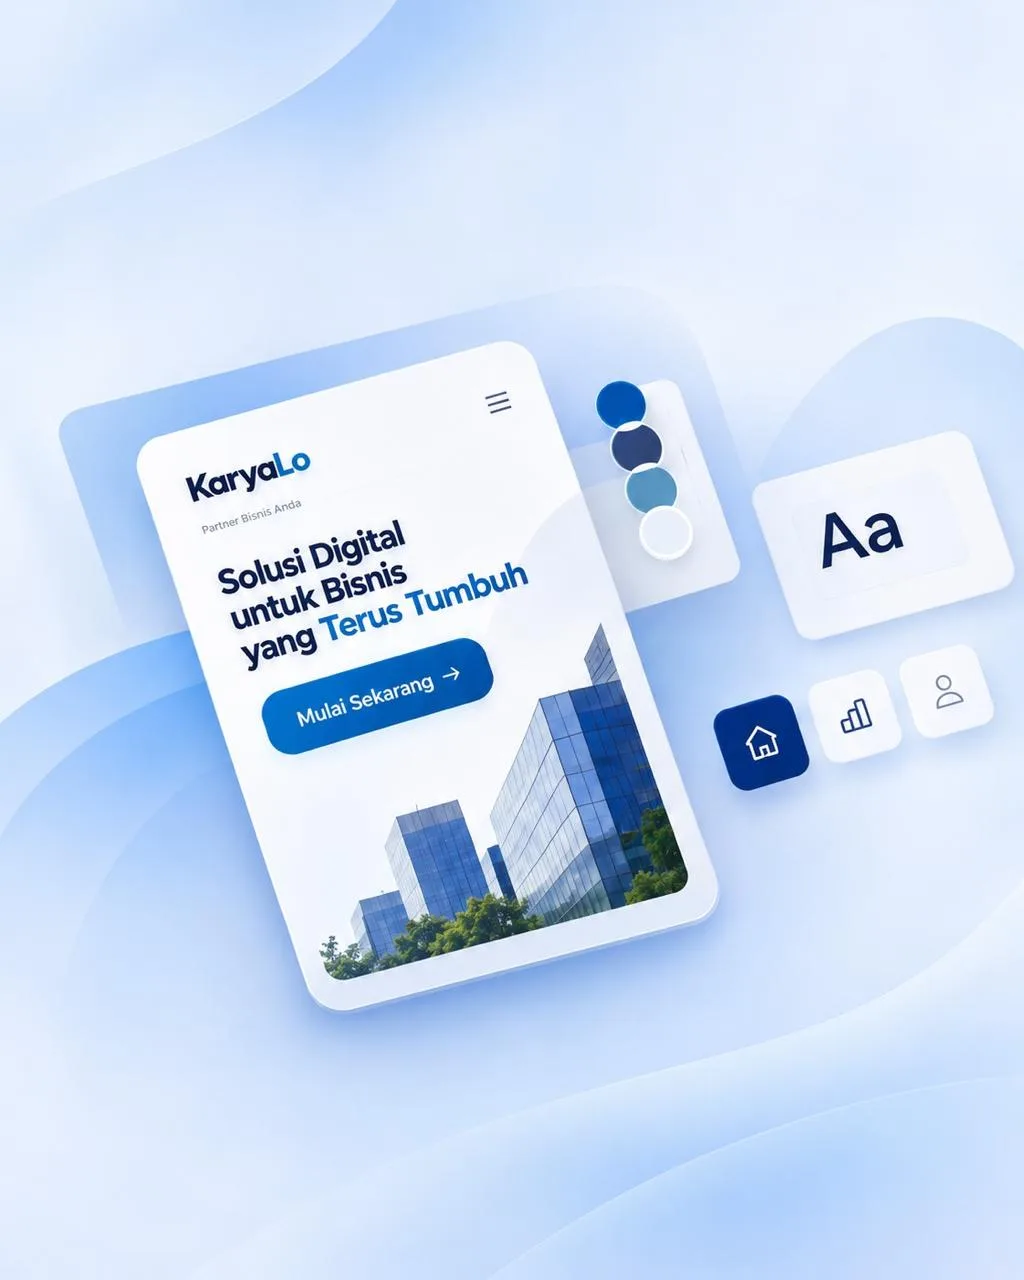 KaryaLo
Partner Bisnis Anda
Solusi Digital
untuk Bisnis
yang Terus Tumbuh
Mulai Sekarang →
Aa